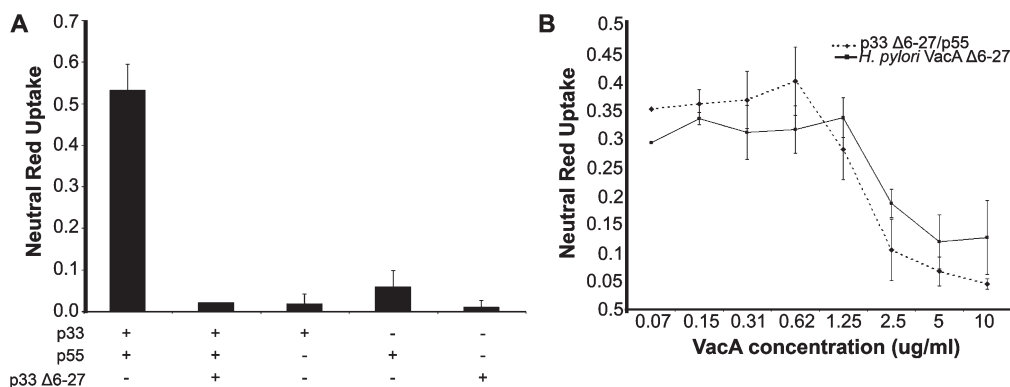 A
Neutral Red Uptake
0.7
0.6
0.5
0.4
0.3
0.2
0.1
0.0
p33 + + + - -
p55 + + - + -
p33 Δ6-27 - + - - +
B
Neutral Red Uptake
0.5
0.45
0.4
0.35
0.3
0.25
0.2
0.15
0.1
0.05
0.5
p33 Δ6-27/p55
H. pylori VacA Δ6-27
0.07 0.15 0.31 0.62 1.25 2.5 5 10
VacA concentration (ug/ml)